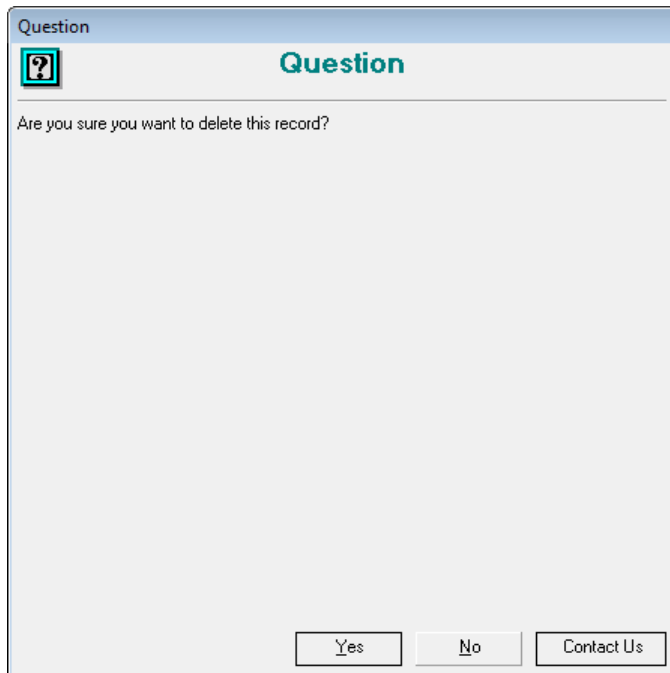 Question
Question
Are you sure you want to delete this record?
Yes
No
Contact Us